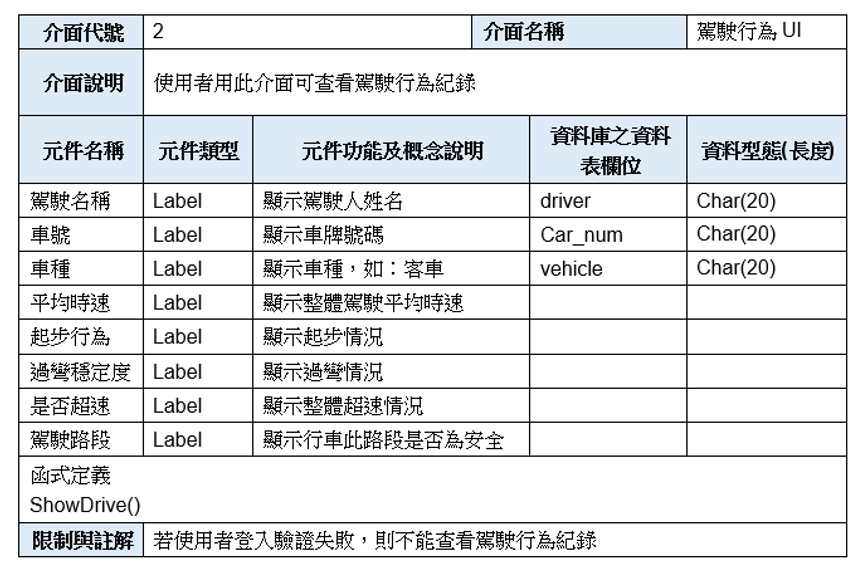 介面代號 2 介面名稱 駕駛行為 UI
介面說明 使用者用此介面可查看駕駛行為紀錄
元件名稱 元件類型 元件功能及概念說明 資料庫之資料表欄位 資料型態(長度)
駕駛名稱 Label 顯示駕駛人姓名 driver Char(20)
車號 Label 顯示車牌號碼 Car_num Char(20)
車種 Label 顯示車種，如：客車 vehicle Char(20)
平均時速 Label 顯示整體駕駛平均時速
起步行為 Label 顯示起步情況
過彎穩定度 Label 顯示過彎情況
是否超速 Label 顯示整體超速情況
駕駛路段 Label 顯示行車此路段是否為安全
函式定義
ShowDrive()
限制與註解 若使用者登入驗證失敗，則不能查看駕駛行為紀錄